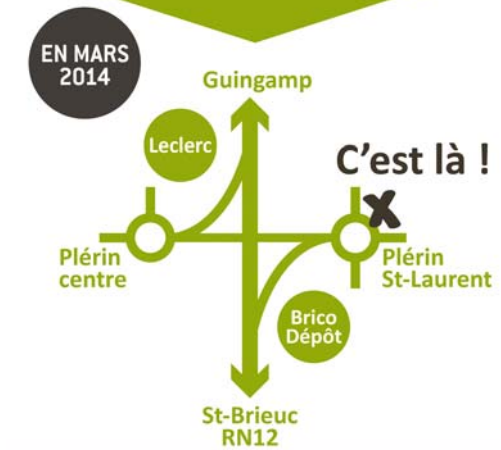 EN MARS
2014
Guingamp
Leclerc
C'est là !
Plérin
centre
Plérin
St-Laurent
Brico
Dépôt
St-Brieuc
RN12